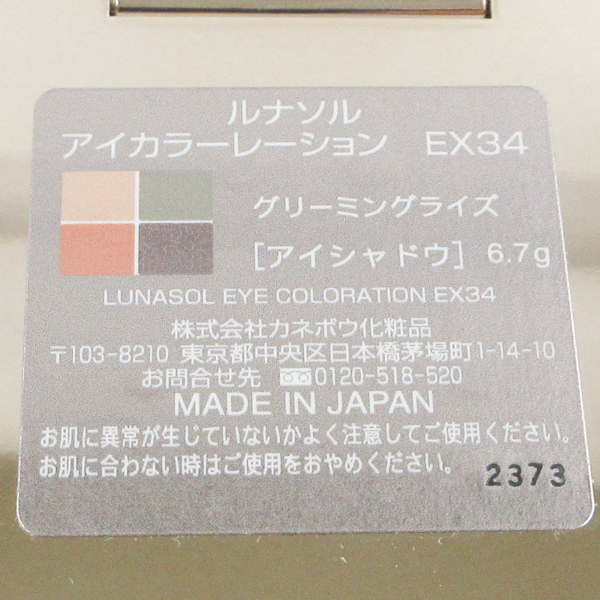 ルナソル
アイカラーレーション EX34
グリーミングライズ
［アイシャドウ］ 6.7g
LUNASOL EYE COLORATION EX34
株式会社カネボウ化粧品
〒103-8210 東京都中央区日本橋茅場町1-14-10
お問合せ先 0120-518-520
MADE IN JAPAN
お肌に異常が生じていないかよく注意してご使用ください。
お肌に合わない時はご使用をおやめください。
2373